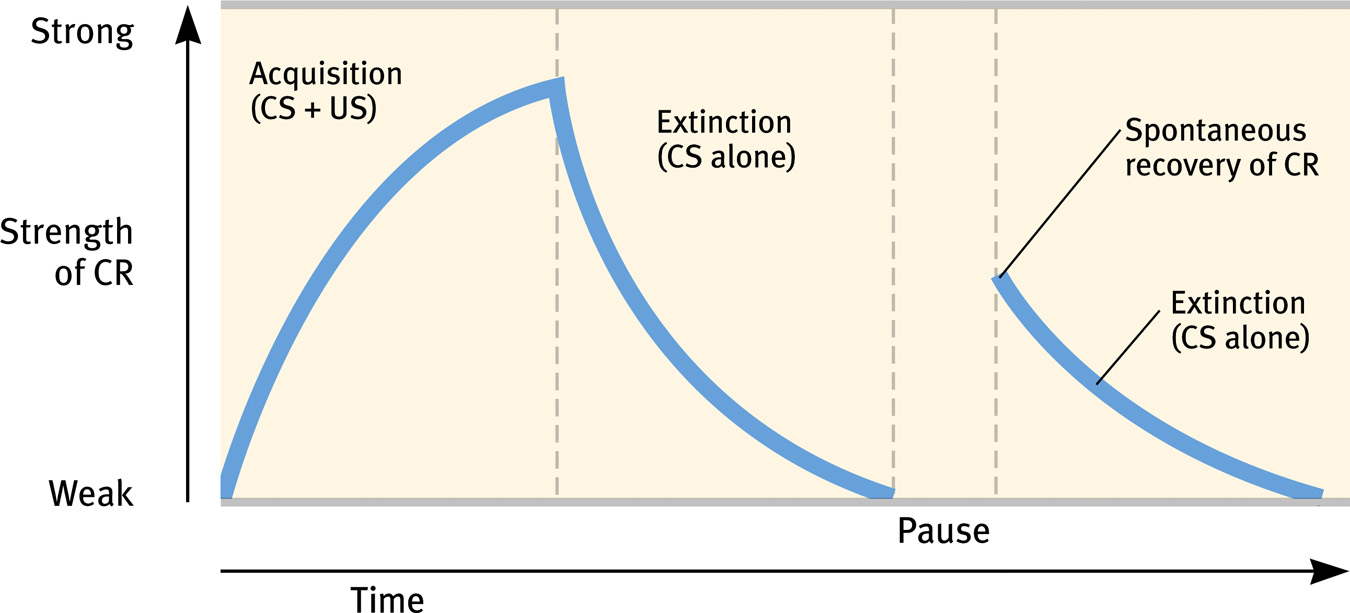 Strong
Acquisition
(CS + US)
Extinction
(CS alone)
Spontaneous
recovery of CR
Strength
of CR
Extinction
(CS alone)
Weak
Pause
Time